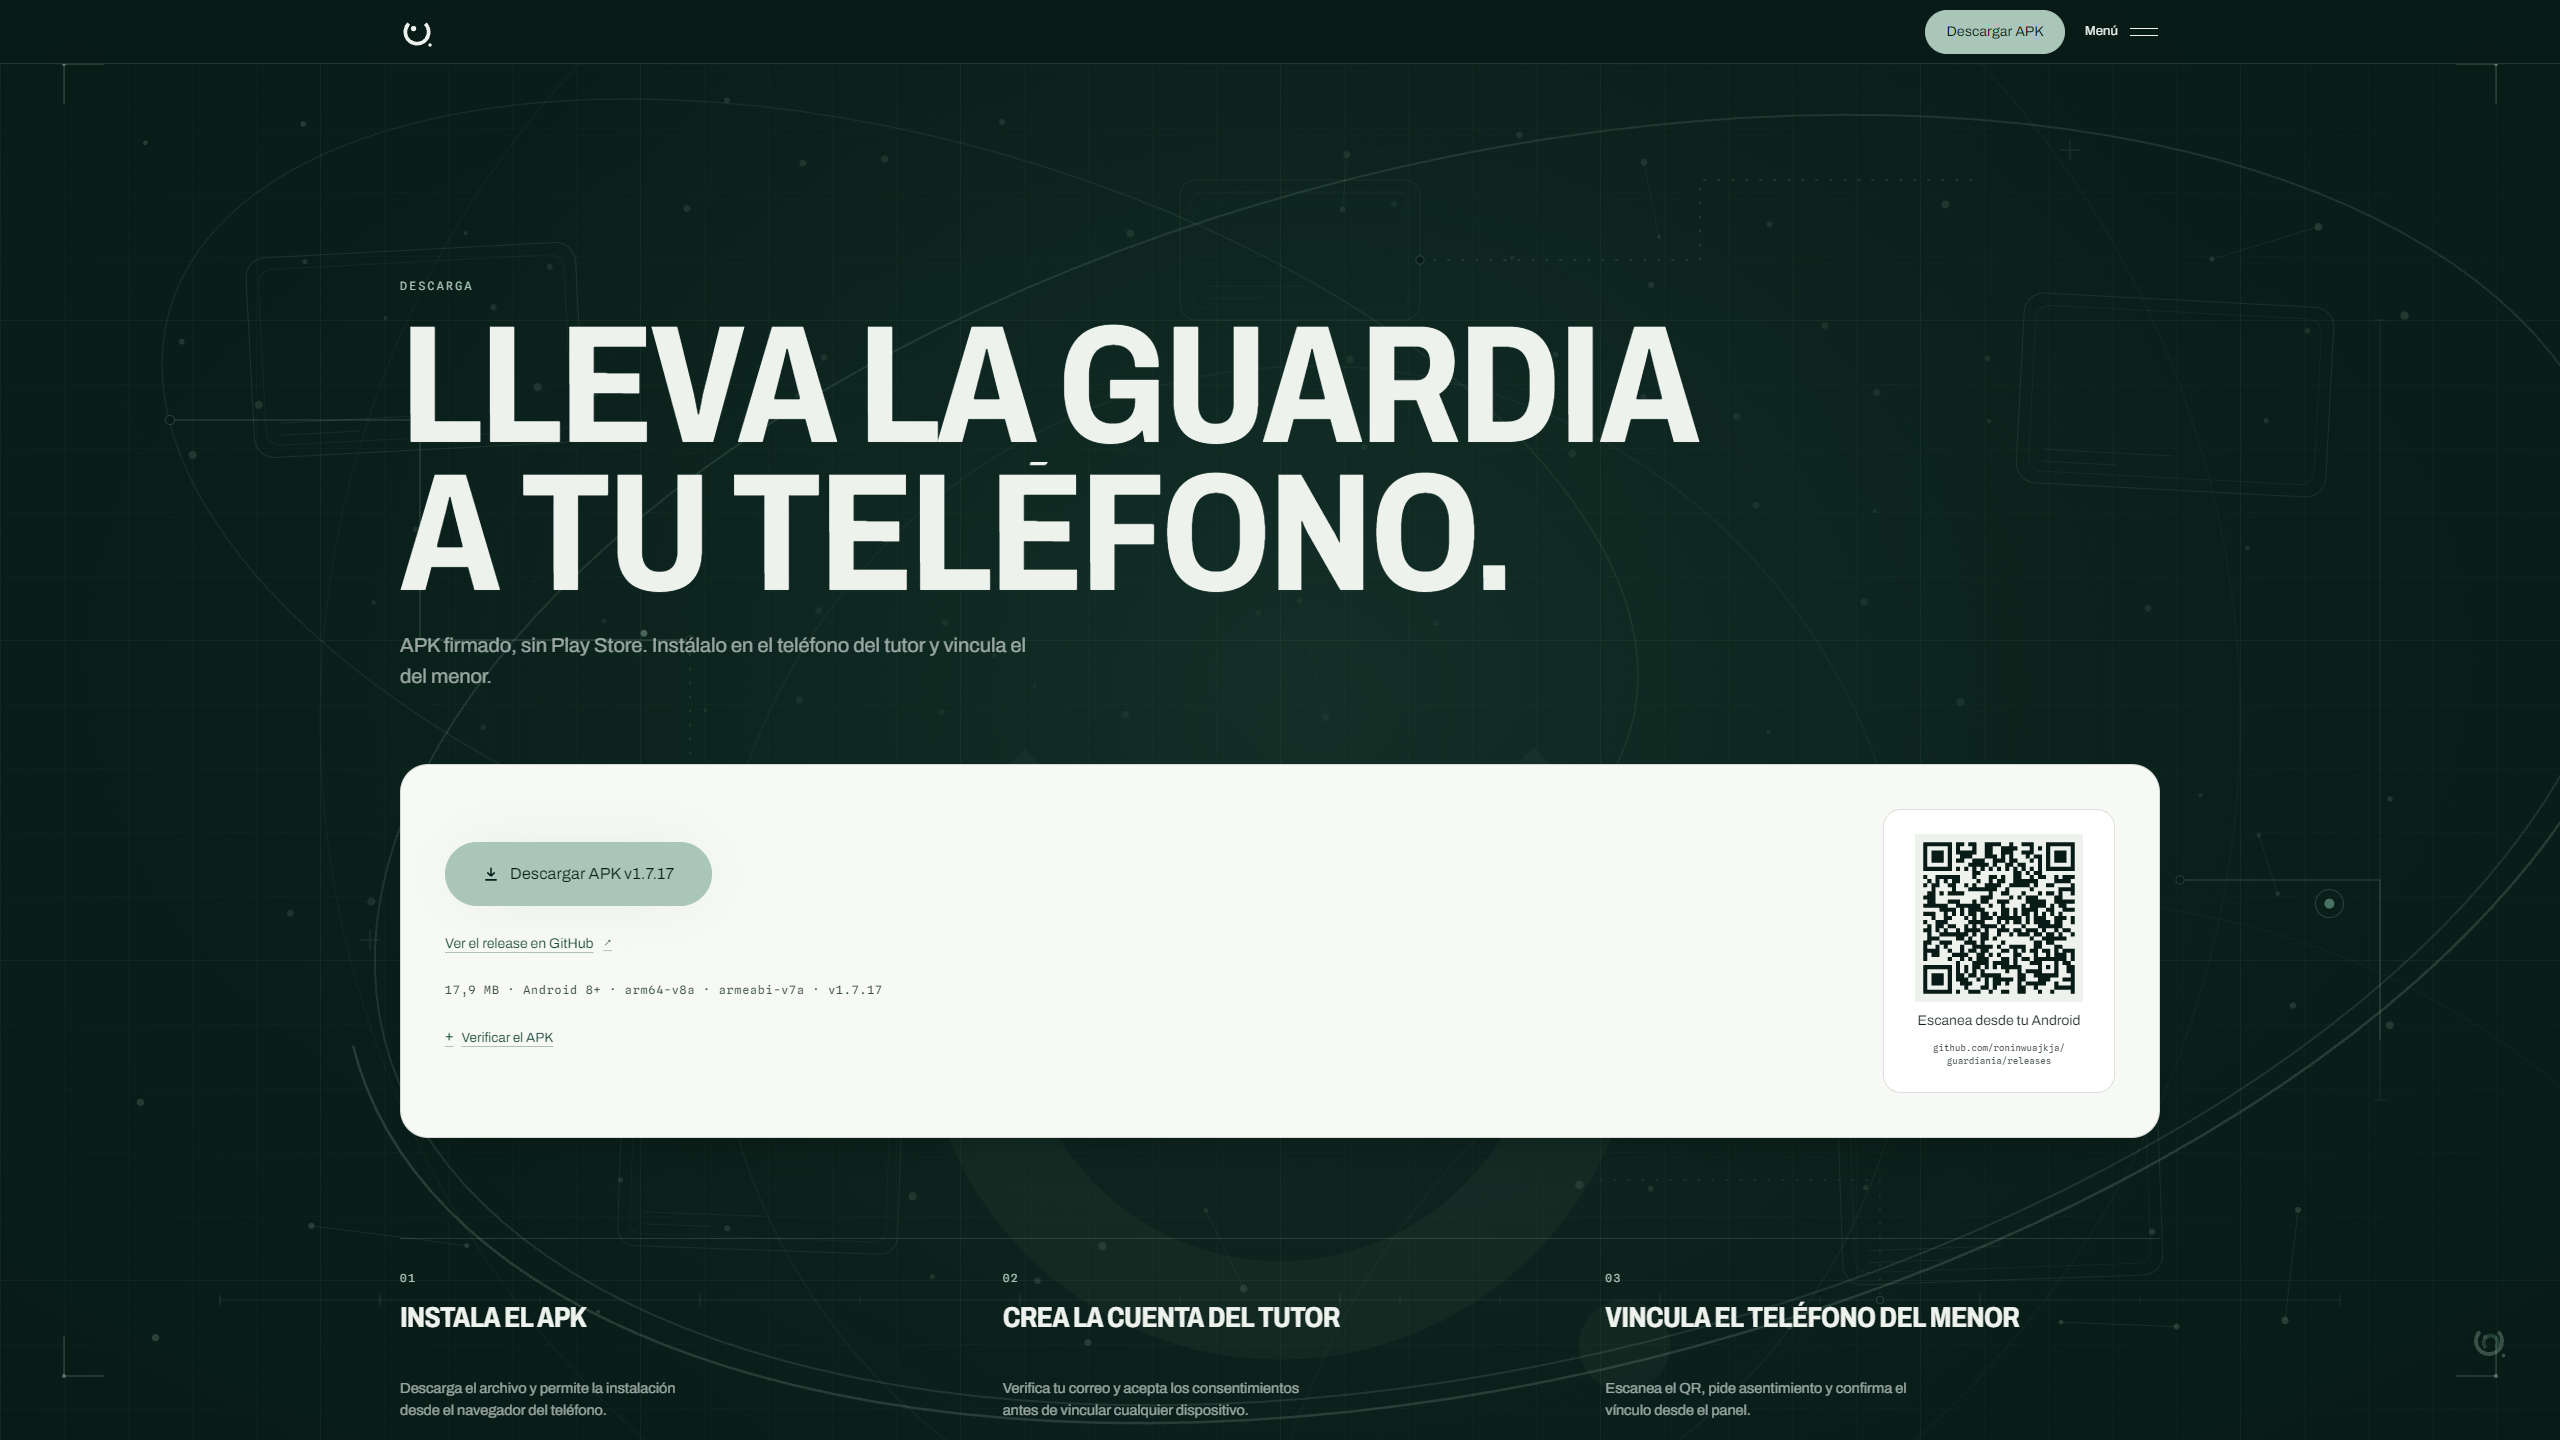 Descargar APK
Menú
DESCARGA
LLEVA LA GUARDIA
A TU TELÉFONO.
APK firmado, sin Play Store. Instálalo en el teléfono del tutor y vincula el
del menor.
Descargar APK v1.7.17
Ver el release en GitHub ↗
17,9 MB · Android 8+ · arm64-v8a · armeabi-v7a · v1.7.17
+ Verificar el APK
Escanea desde tu Android
github.com/roninwuajkja/
guardiania/releases
01
INSTALA EL APK
Descarga el archivo y permite la instalación
desde el navegador del teléfono.
02
CREA LA CUENTA DEL TUTOR
Verifica tu correo y acepta los consentimientos
antes de vincular cualquier dispositivo.
03
VINCULA EL TELÉFONO DEL MENOR
Escanea el QR, pide asentimiento y confirma el
vínculo desde el panel.